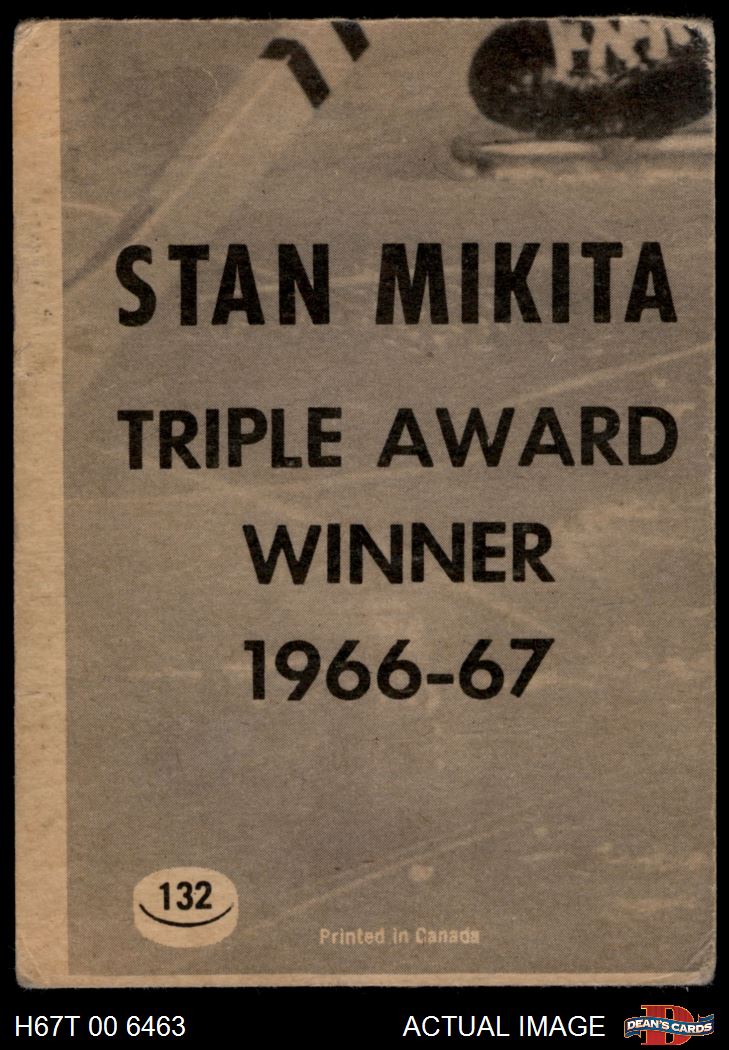 STAN MIKITA
TRIPLE AWARD
WINNER
1966-67
132
Printed in Canada
H67T 00 6463
ACTUAL IMAGE
D
DEAN'S CARDS